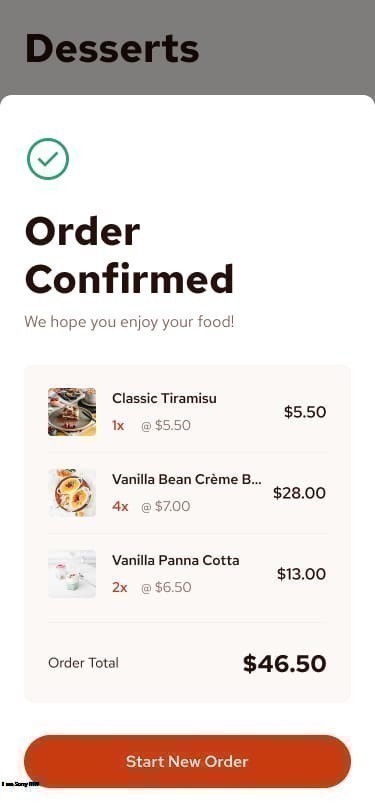 Desserts
Order
Confirmed
We hope you enjoy your food!
Classic Tiramisu
1x @ $5.50
$5.50
Vanilla Bean Crème B...
4x @ $7.00
$28.00
Vanilla Panna Cotta
2x @ $6.50
$13.00
Order Total
$46.50
Start New Order